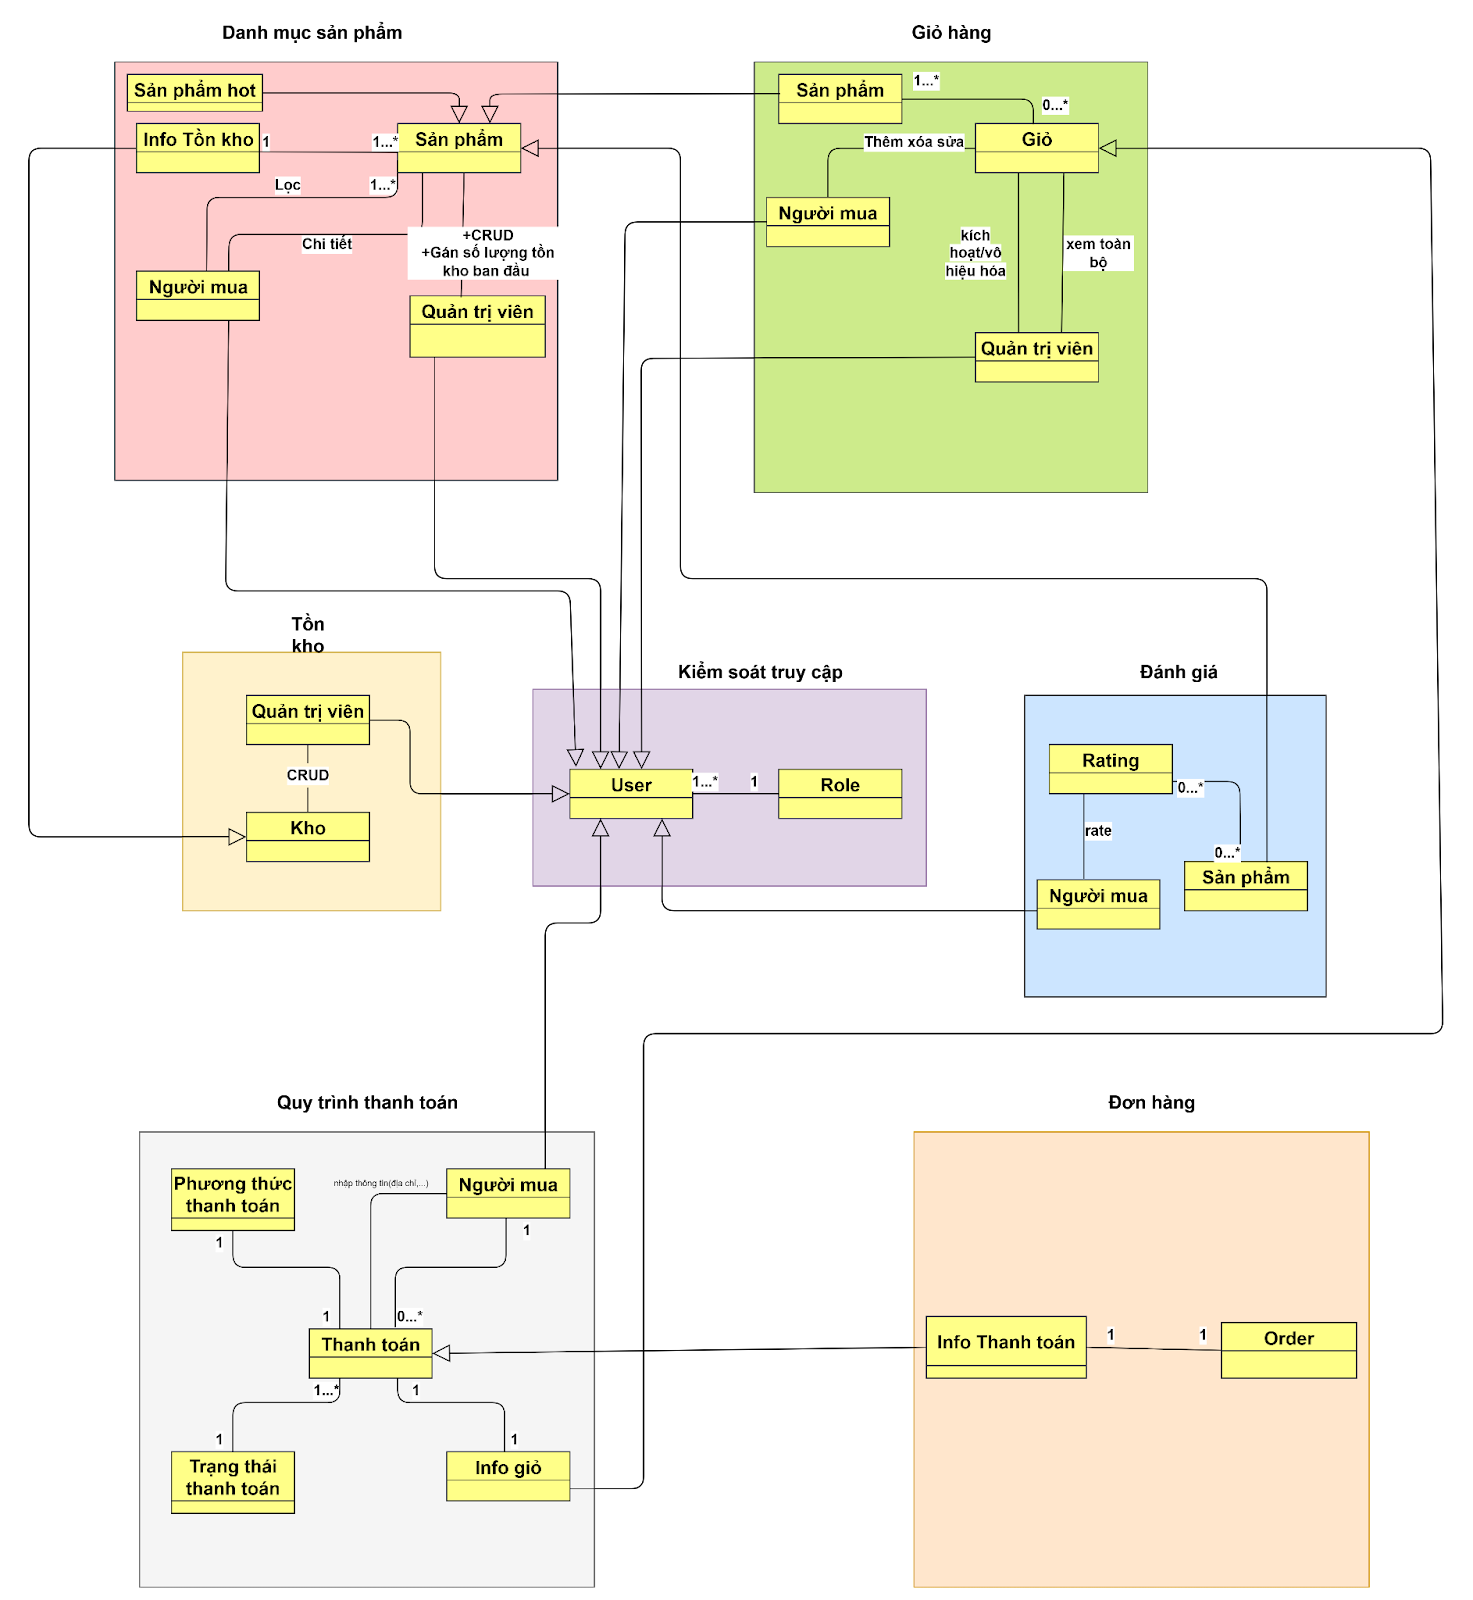 Danh mục sản phẩm
Giỏ hàng
Sản phẩm hot
Info Tồn kho
1
1...*
Sản phẩm
1...*
Lọc
Chi tiết
+CRUD
+Gán số lượng tồn
kho ban đầu
Người mua
Quản trị viên
Sản phẩm
1...*
0...*
Giỏ
Thêm xóa sửa
Người mua
kích
hoạt/vô
hiệu hóa
xem toàn
bộ
Quản trị viên
Tồn
kho
Quản trị viên
CRUD
Kho
Kiểm soát truy cập
User
1...*
1
Role
Đánh giá
Rating
0...*
rate
0...*
Sản phẩm
Người mua
Quy trình thanh toán
Phương thức
thanh toán
nhập thông tin(địa chỉ,...)
Người mua
1
1
1
0...*
Thanh toán
1...*
1
1
1
Trạng thái
thanh toán
Info giỏ
Đơn hàng
Info Thanh toán
1
1
Order